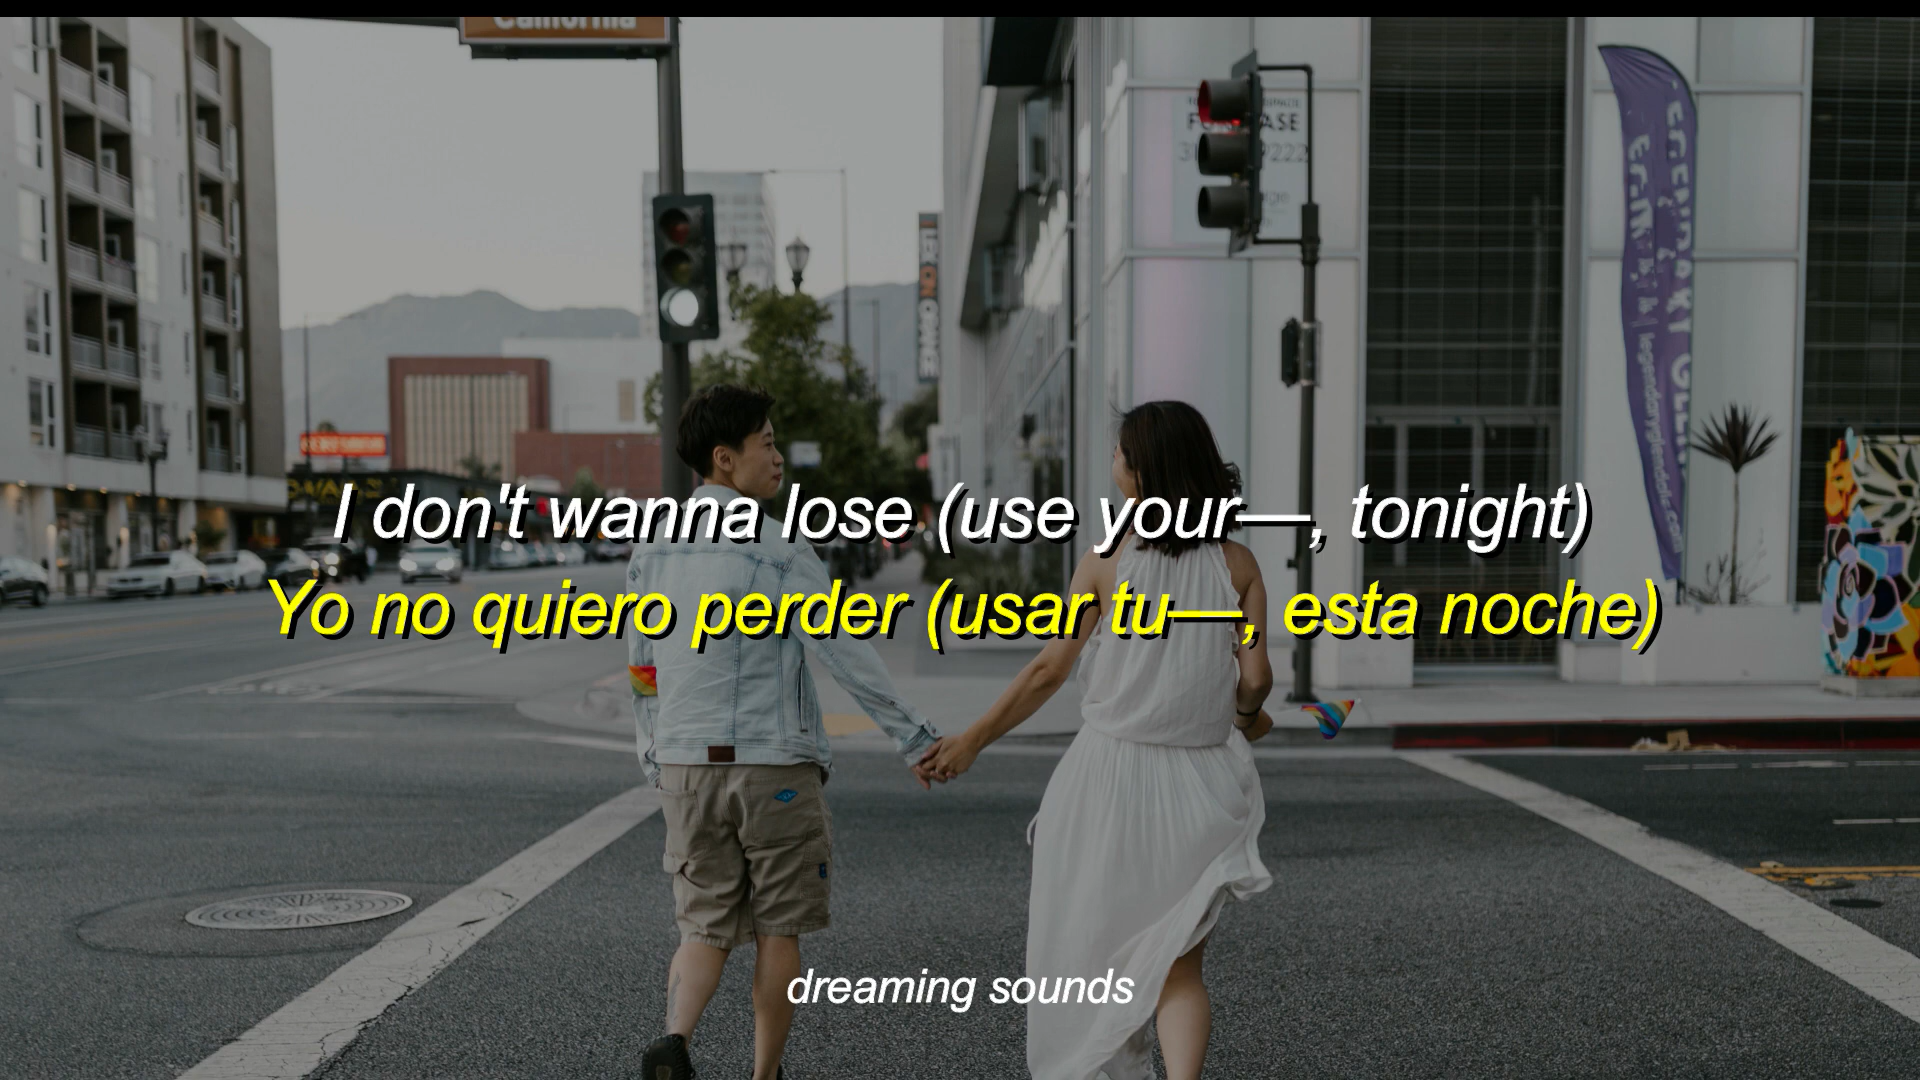 California
I don't wanna lose (use your—, tonight)
Yo no quiero perder (usar tu—, esta noche)
dreaming sounds